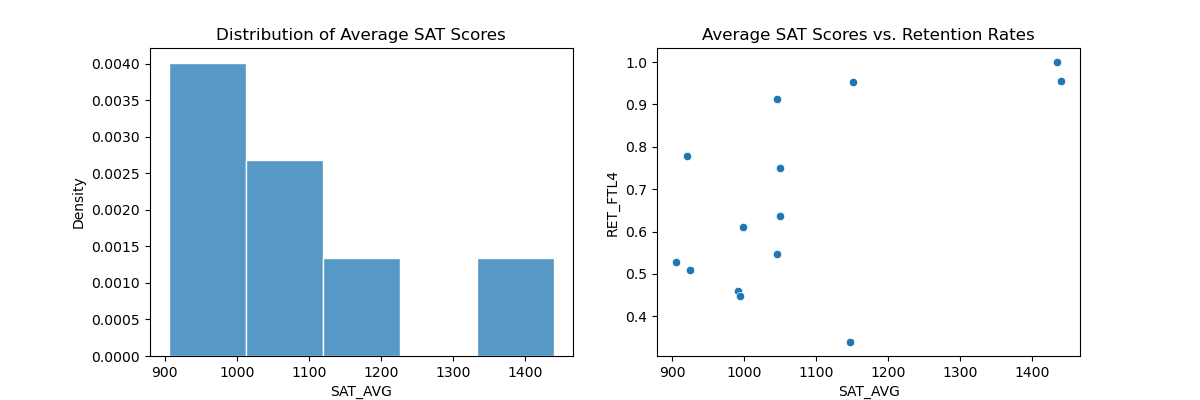 Distribution of Average SAT Scores
0.0040
0.0035
0.0030
0.0025
0.0020
0.0015
0.0010
0.0005
0.0000
Density
900 1000 1100 1200 1300 1400
SAT_AVG
Average SAT Scores vs. Retention Rates
1.0
0.9
0.8
0.7
0.6
0.5
0.4
RET_FTL4
900 1000 1100 1200 1300 1400
SAT_AVG